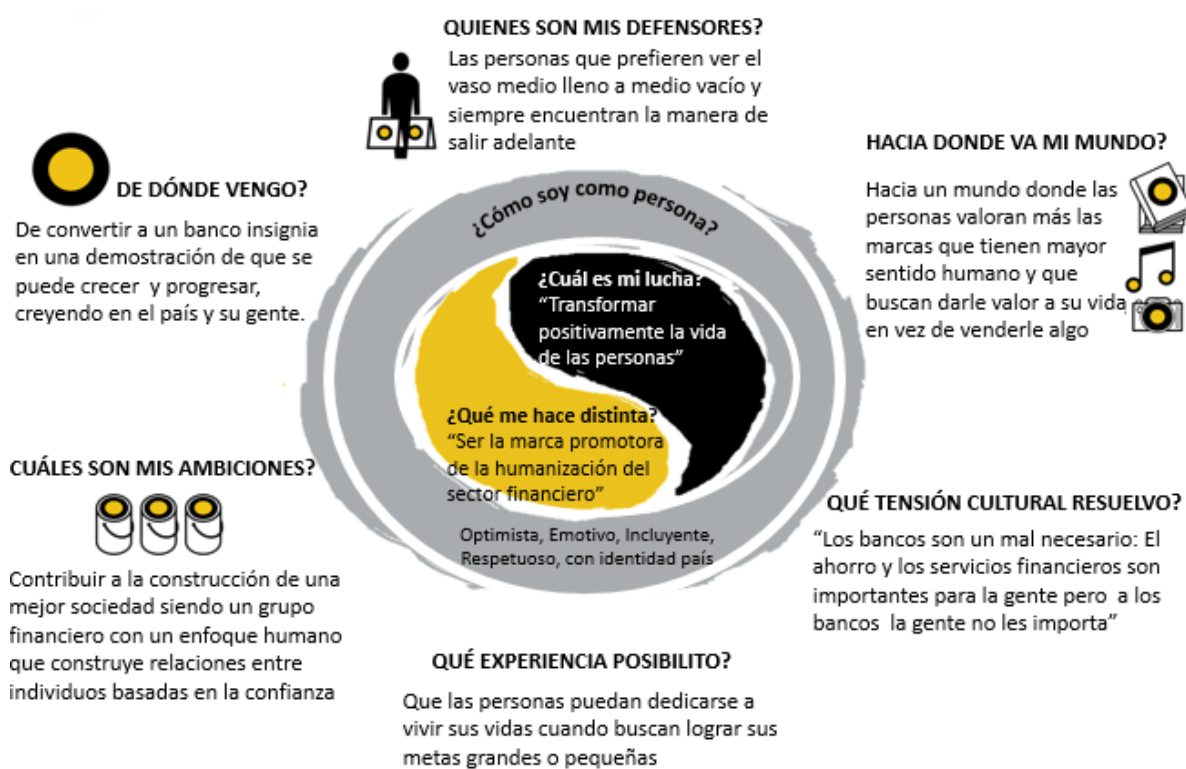 QUIENES SON MIS DEFENSORES?
Las personas que prefieren ver el
vaso medio lleno a medio vacío y
siempre encuentran la manera de
salir adelante
DE DÓNDE VENGO?
De convertir a un banco insignia
en una demostración de que se
puede crecer y progresar,
creyendo en el país y su gente.
HACIA DONDE VA MI MUNDO?
Hacia un mundo donde las
personas valoran más las
marcas que tienen mayor
sentido humano y que
buscan darle valor a su vida
en vez de venderle algo
¿Cómo soy como persona?
¿Cuál es mi lucha?
“Transformar
positivamente la vida
de las personas”
¿Qué me hace distinta?
“Ser la marca promotora
de la humanización del
sector financiero”
Optimista, Emotivo, Incluyente,
Respetuoso, con identidad país
CUÁLES SON MIS AMBICIONES?
Contribuir a la construcción de una
mejor sociedad siendo un grupo
financiero con un enfoque humano
que construye relaciones entre
individuos basadas en la confianza
QUÉ TENSIÓN CULTURAL RESUELVO?
“Los bancos son un mal necesario: El
ahorro y los servicios financieros son
importantes para la gente pero a los
bancos la gente no les importa”
QUÉ EXPERIENCIA POSIBILITO?
Que las personas puedan dedicarse a
vivir sus vidas cuando buscan lograr sus
metas grandes o pequeñas